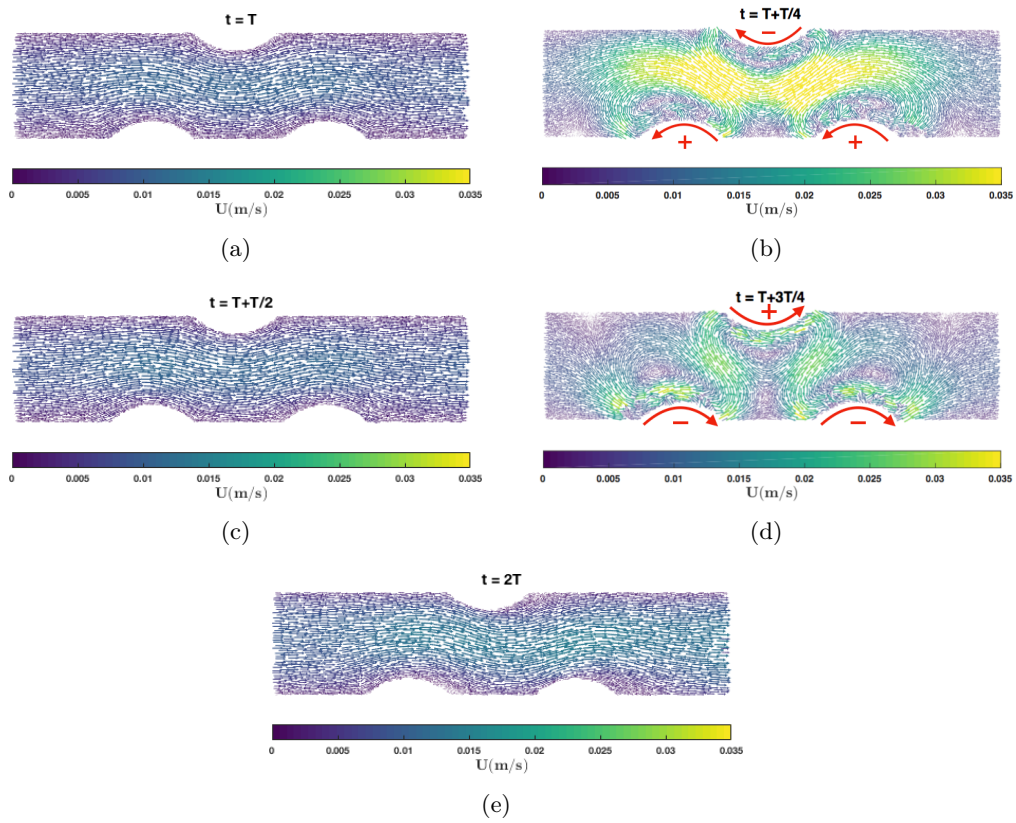 t = T
0 0.005 0.01 0.015 0.02 0.025 0.03 0.035
U(m/s)
(a)
t = T+T/4
−
+ +
0 0.005 0.01 0.015 0.02 0.025 0.03 0.035
U(m/s)
(b)
t = T+T/2
0 0.005 0.01 0.015 0.02 0.025 0.03 0.035
U(m/s)
(c)
t = T+3T/4
+
− −
0 0.005 0.01 0.015 0.02 0.025 0.03 0.035
U(m/s)
(d)
t = 2T
0 0.005 0.01 0.015 0.02 0.025 0.03 0.035
U(m/s)
(e)